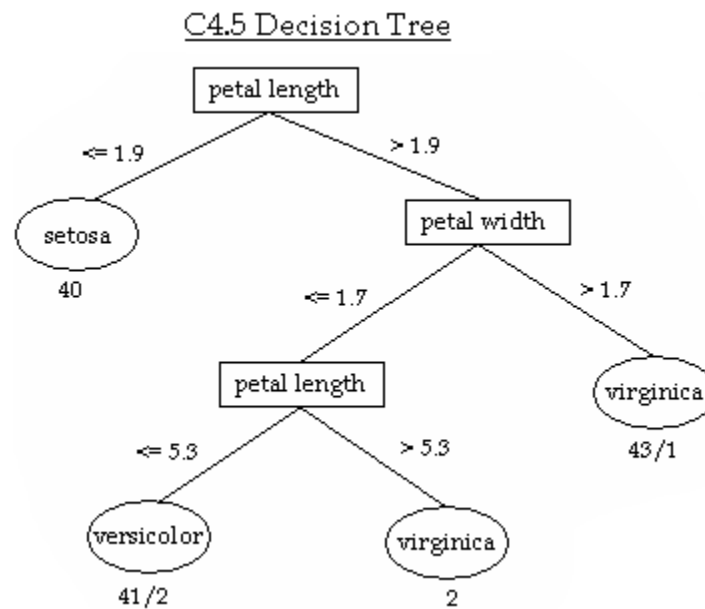 C4.5 Decision Tree
petal length
<= 1.9
> 1.9
setosa
40
petal width
<= 1.7
> 1.7
petal length
virginica
43/1
<= 5.3
> 5.3
versicolor
41/2
virginica
2